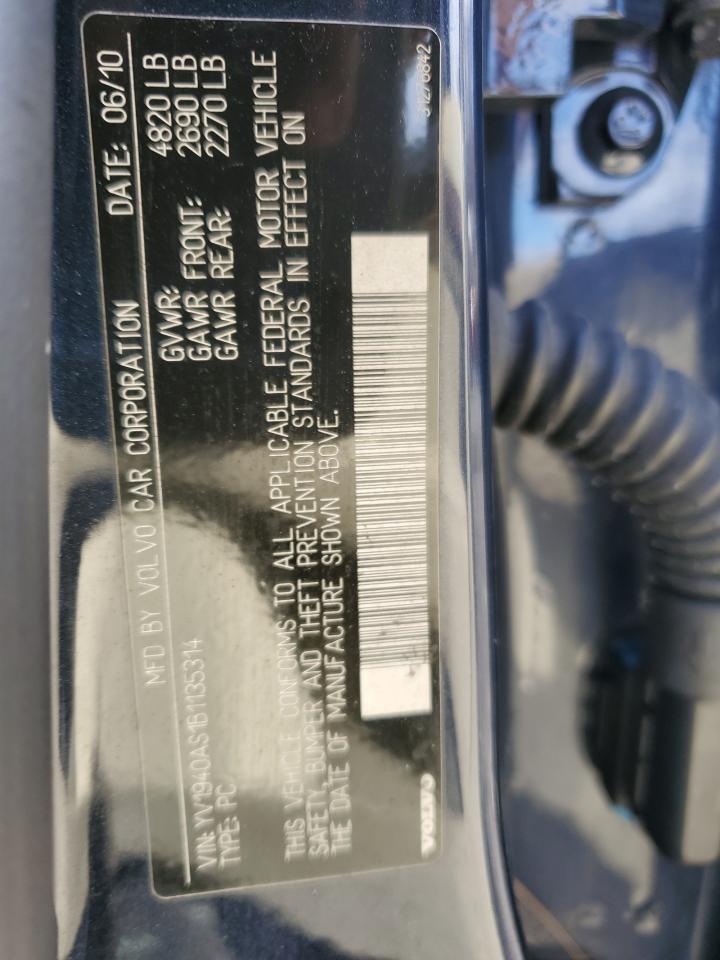 MFD BY VOLVO CAR CORPORATION DATE: 06/10
GVWR: 4820 LB
GAWR FRONT: 2690 LB
GAWR REAR: 2270 LB
VIN: YV1940AS1B1135314
TYPE: PC
THIS VEHICLE CONFORMS TO ALL APPLICABLE FEDERAL MOTOR VEHICLE
SAFETY, BUMPER AND THEFT PREVENTION STANDARDS IN EFFECT ON
THE DATE OF MANUFACTURE SHOWN ABOVE.
VOLVO
31276842